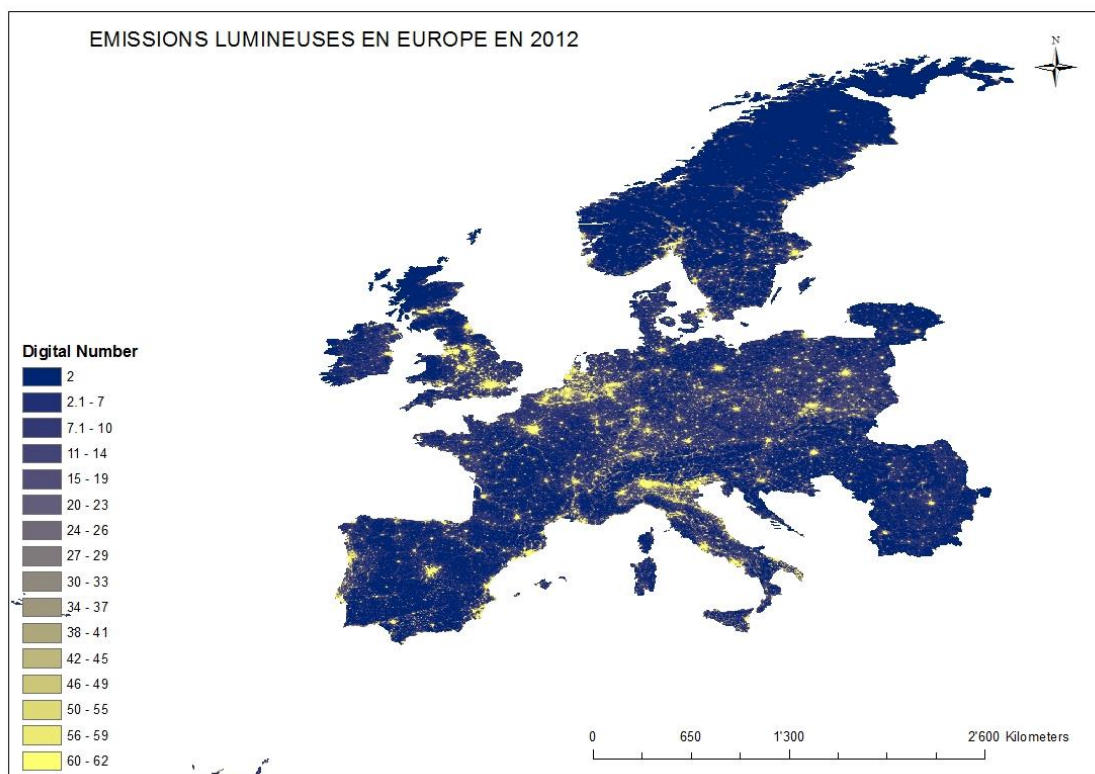 EMISSIONS LUMINEUSES EN EUROPE EN 2012
N
Digital Number
2
2.1 - 7
7.1 - 10
11 - 14
15 - 19
20 - 23
24 - 26
27 - 29
30 - 33
34 - 37
38 - 41
42 - 45
46 - 49
50 - 55
56 - 59
60 - 62
0 650 1'300 2'600 Kilometers